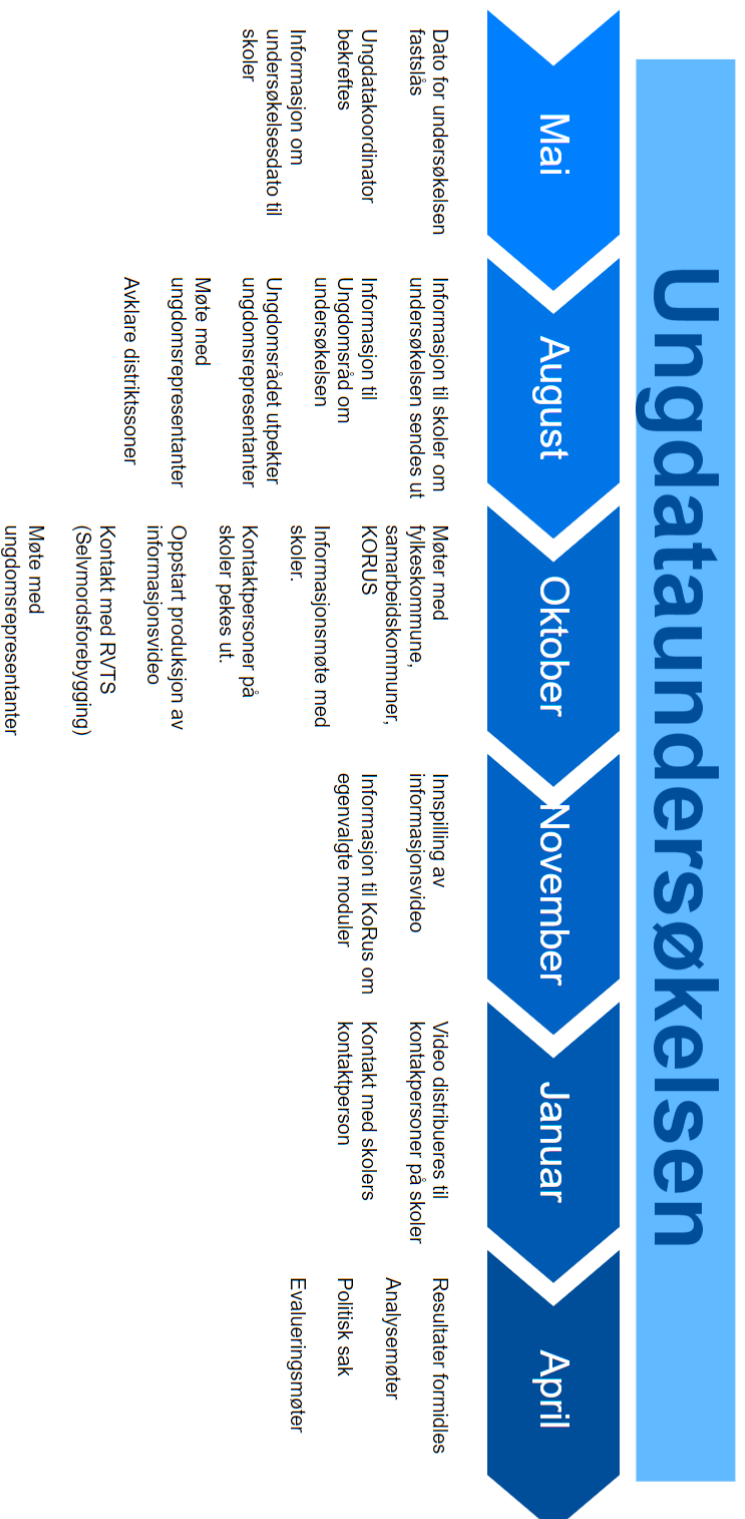 Ungdataundersøkelsen
Mai
Dato for undersøkelsen
fastslås
Ungdatakoordinator
bekreftes
Informasjon om
undersøkelsesdato til
skoler
August
Informasjon til skoler om
undersøkelsen sendes ut
Informasjon til
Ungdomsråd om
undersøkelsen
Ungdomsrådet utpekter
ungdomsrepresentanter
Møte med
ungdomsrepresentanter
Avklare distriktssoner
Oktober
Møter med
fylkeskommune,
samarbeidskommuner,
KORUS
Informasjonsmøte med
skoler.
Kontaktpersoner på
skoler pekes ut.
Oppstart produksjon av
informasjonsvideo
Kontakt med RVTS
(Selvmordsforebygging)
Møte med
ungdomsrepresentanter
November
Innspilling av
informasjonsvideo
Informasjon til KoRus om
egenvalgte moduler
Januar
Video distribueres til
kontakpersoner på skoler
Kontakt med skolers
kontaktperson
April
Resultater formidles
Analysemøter
Politisk sak
Evalueringsmøter